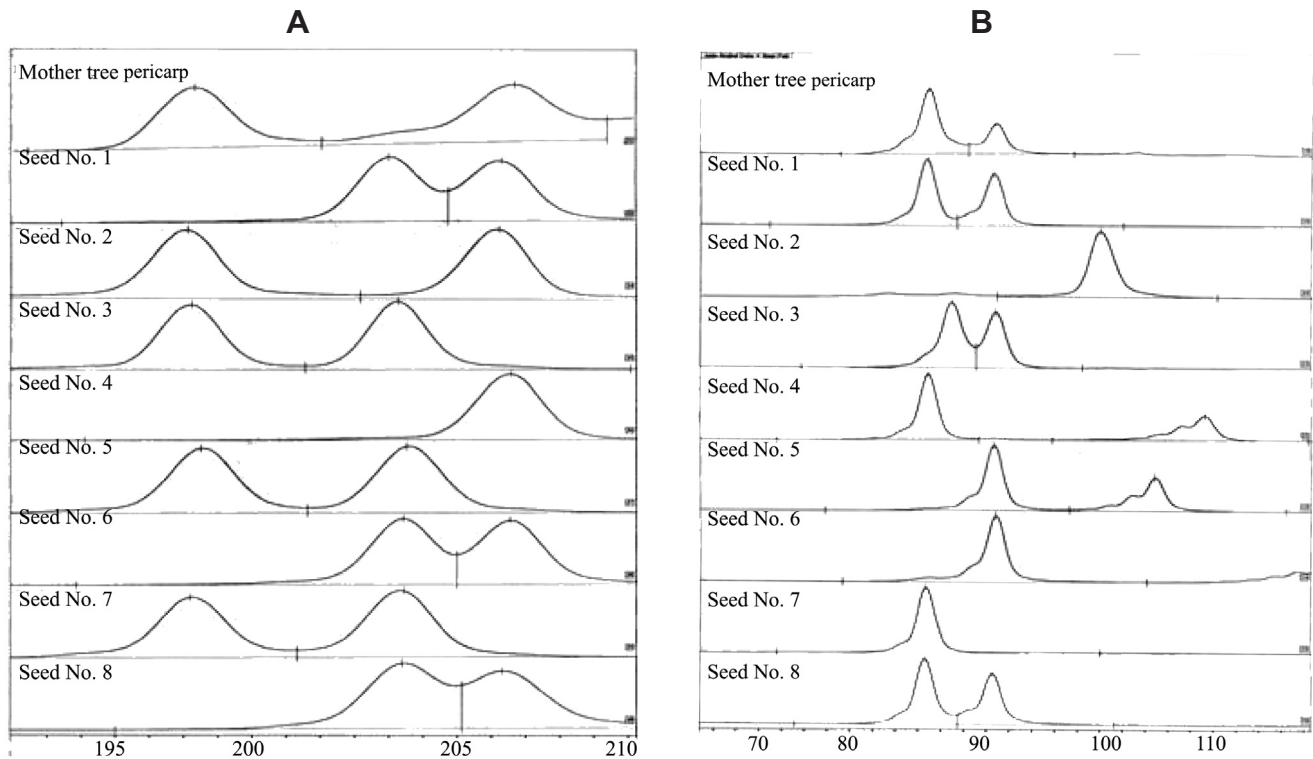 A
Mother tree pericarp
Seed No. 1
Seed No. 2
Seed No. 3
Seed No. 4
Seed No. 5
Seed No. 6
Seed No. 7
Seed No. 8
195 200 205 210
B
Mother tree pericarp
Seed No. 1
Seed No. 2
Seed No. 3
Seed No. 4
Seed No. 5
Seed No. 6
Seed No. 7
Seed No. 8
70 80 90 100 110